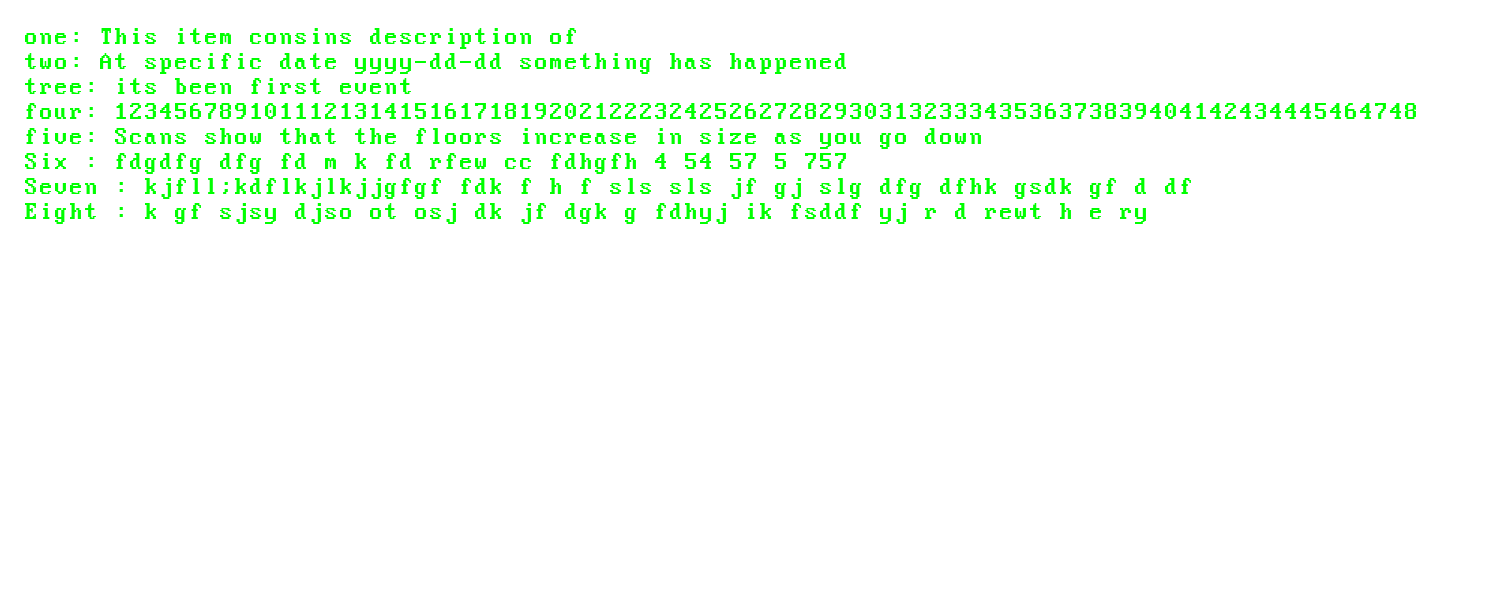 one: This item consins description of
two: At specific date yyyy-dd-dd something has happened
tree: its been first event
four: 123456789101112131415161718192021222324252627282930313233343536373839404142434445464748
five: Scans show that the floors increase in size as you go down
Six : fdgdfg dfg fd m k fd rfew cc fdhgfh 4 54 57 5 757
Seven : kjfll;kdflkjlkjjgfgf fdk f h f sls sls jf gj slg dfg dfhk gsdk gf d df
Eight : k gf sjsy djso ot osj dk jf dgk g fdhyj ik fsddf yj r d rewt h e ry